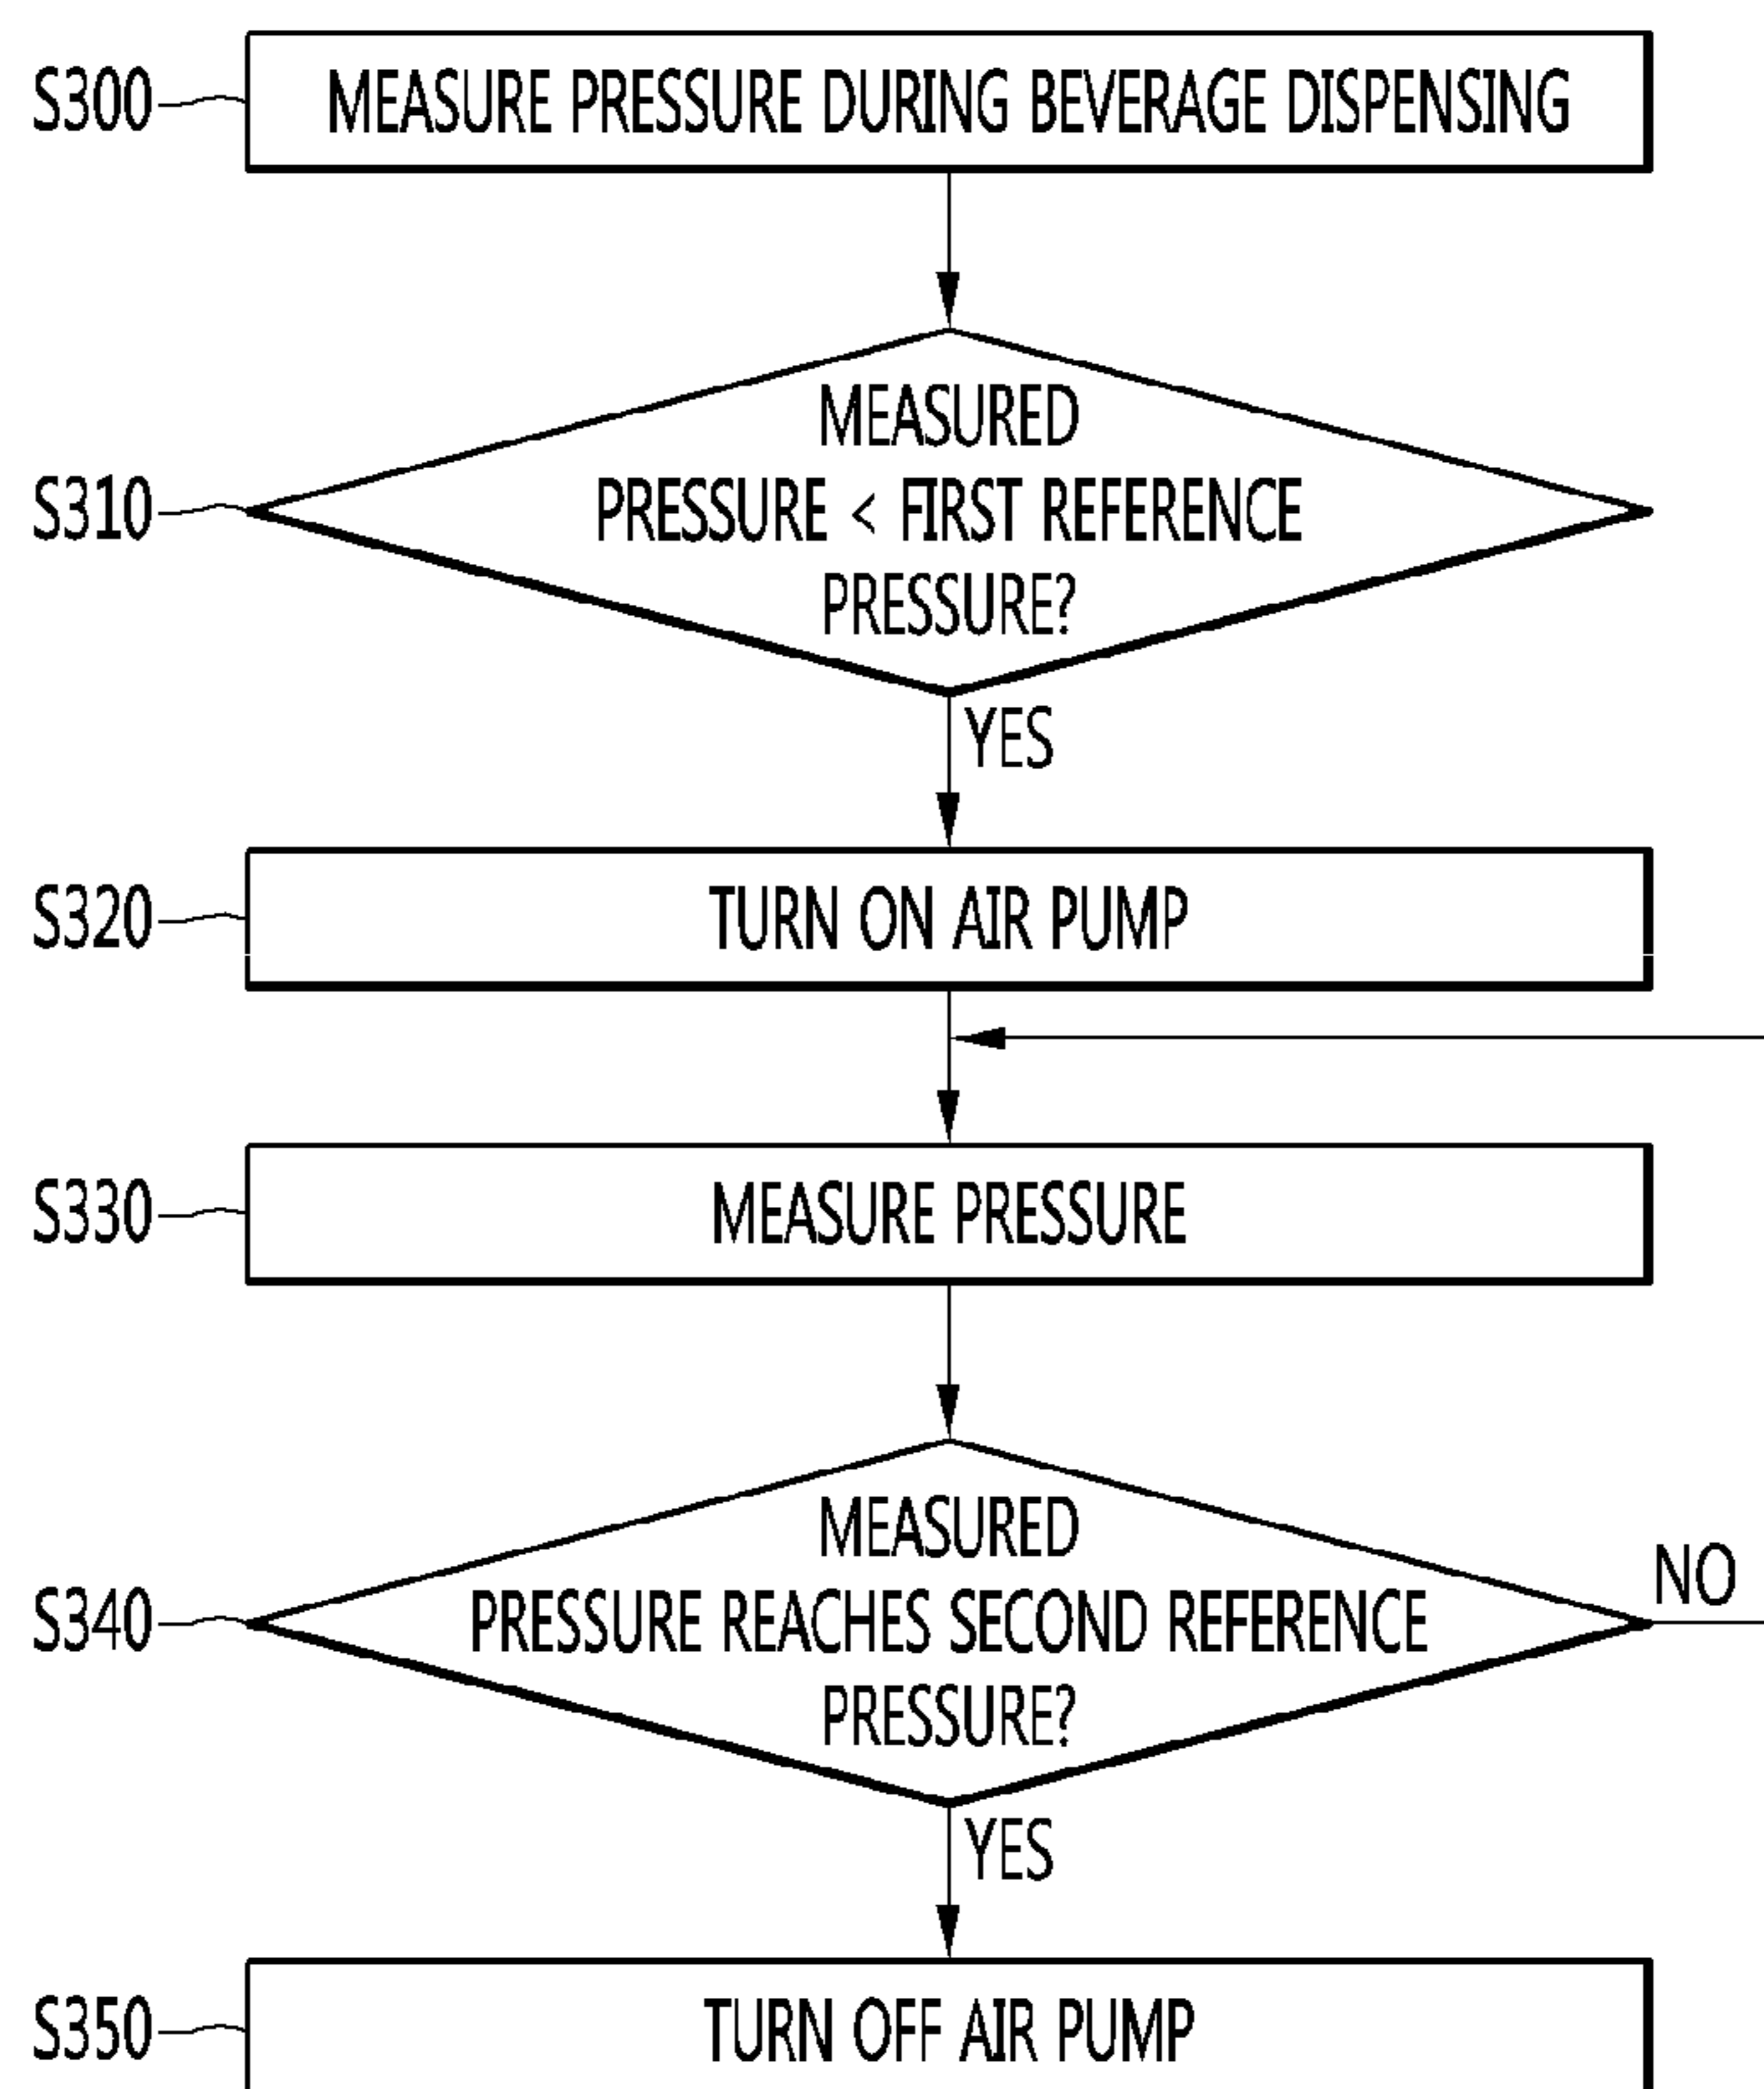 S300
MEASURE PRESSURE DURING BEVERAGE DISPENSING
S310
MEASURED
PRESSURE < FIRST REFERENCE
PRESSURE?
YES
S320
TURN ON AIR PUMP
S330
MEASURE PRESSURE
S340
MEASURED
PRESSURE REACHES SECOND REFERENCE
PRESSURE?
NO
YES
S350
TURN OFF AIR PUMP